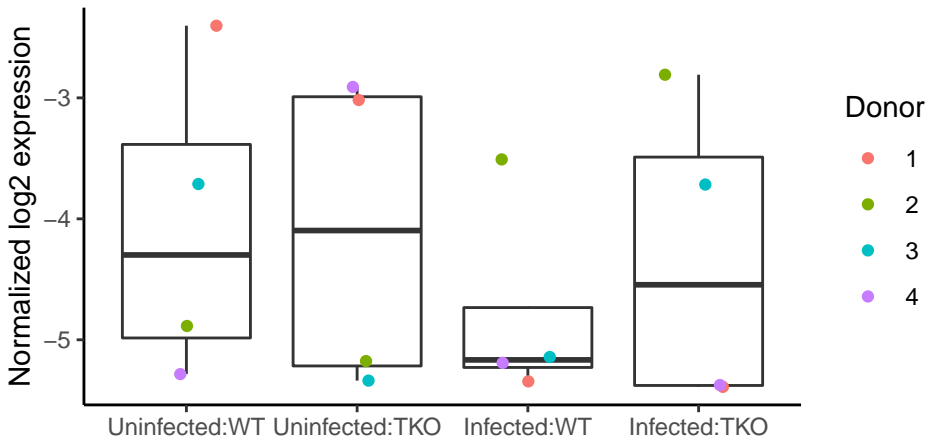 Normalized log2 expression
−3
−4
−5
Uninfected:WT
Uninfected:TKO
Infected:WT
Infected:TKO
Donor
1
2
3
4